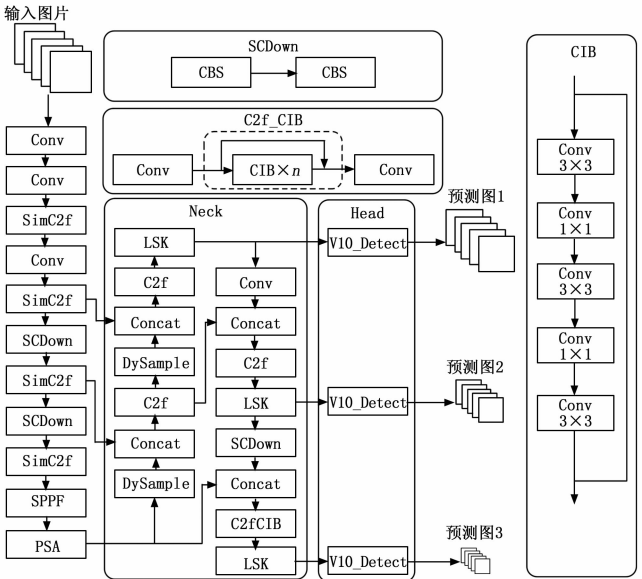 输入图片
Conv
Conv
SimC2f
Conv
SimC2f
SCDown
SimC2f
SCDown
SimC2f
SPPF
PSA
SCDown
CBS
CBS
C2f_CIB
Conv
CIB×n
Conv
Neck
LSK
C2f
Concat
DySample
C2f
Concat
DySample
Conv
Concat
C2f
LSK
SCDown
Concat
C2fCIB
LSK
Head
V10_Detect
V10_Detect
V10_Detect
预测图1
预测图2
预测图3
CIB
Conv
3×3
Conv
1×1
Conv
3×3
Conv
1×1
Conv
3×3